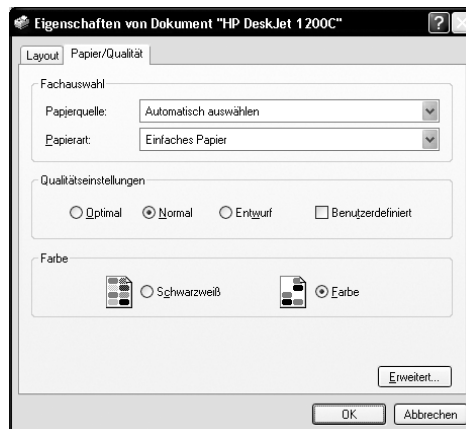 Eigenschaften von Dokument "HP DeskJet 1200C"
Layout Papier/Qualität
Fachauswahl
Papierquelle: Automatisch auswählen
Papierart: Einfaches Papier
Qualitätseinstellungen
Optimal Normal Entwurf Benutzerdefiniert
Farbe
Schwarzweiß Farbe
Erweitert...
OK Abbrechen